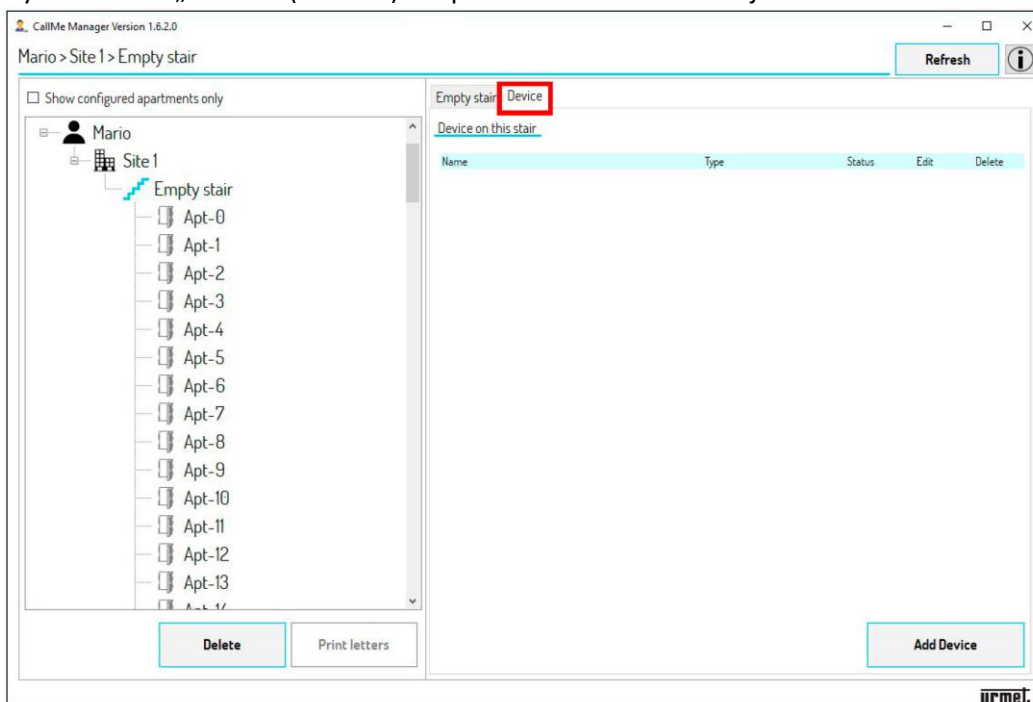 CallMe Manager Version 1.6.2.0
Mario > Site 1 > Empty stair
Refresh
Show configured apartments only
Mario
Site 1
Empty stair
Apt-0
Apt-1
Apt-2
Apt-3
Apt-4
Apt-5
Apt-6
Apt-7
Apt-8
Apt-9
Apt-10
Apt-11
Apt-12
Apt-13
Delete
Print letters
Empty stair Device
Device on this stair
Name Type Status Edit Delete
Add Device
urmet